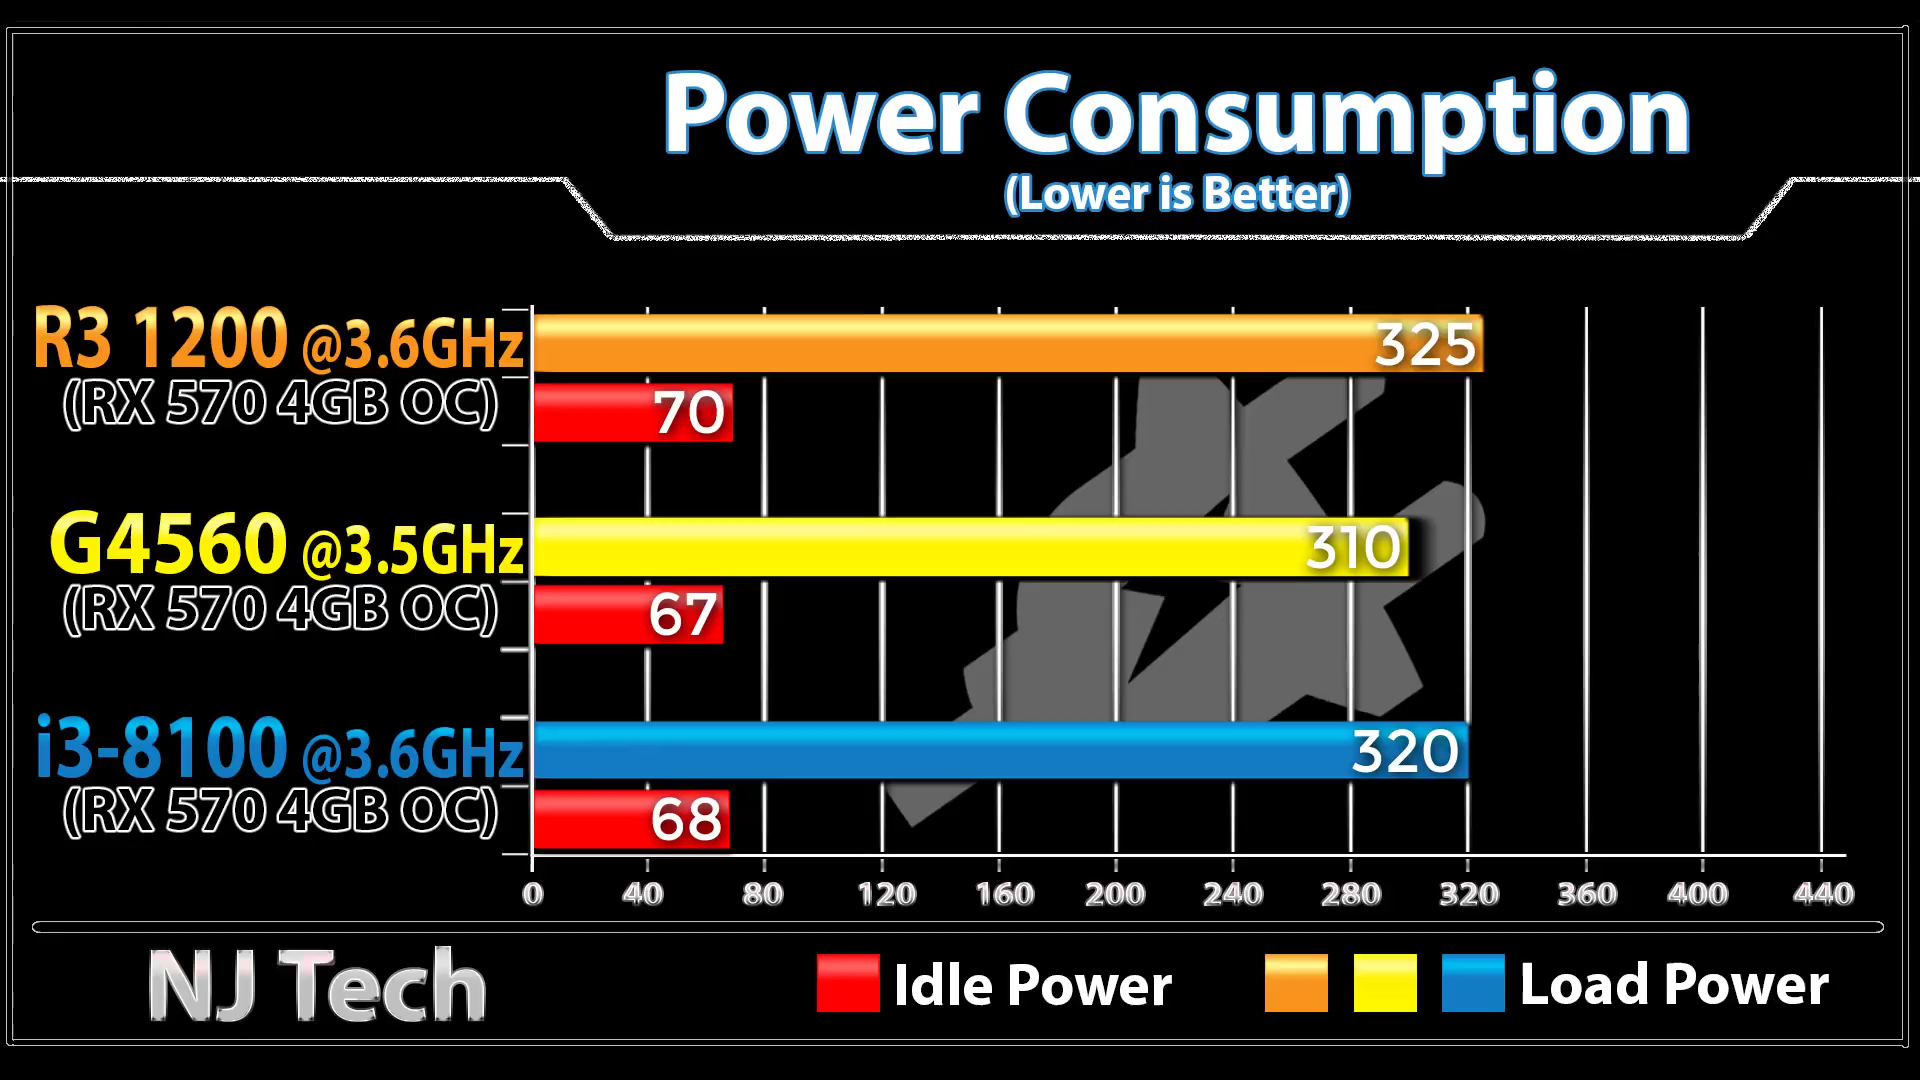 Power Consumption
(Lower is Better)
R3 1200 @3.6GHz
(RX 570 4GB OC)
325
70
G4560 @3.5GHz
(RX 570 4GB OC)
310
67
i3-8100 @3.6GHz
(RX 570 4GB OC)
320
68
0 40 80 120 160 200 240 280 320 360 400 440
NJ Tech
Idle Power
Load Power